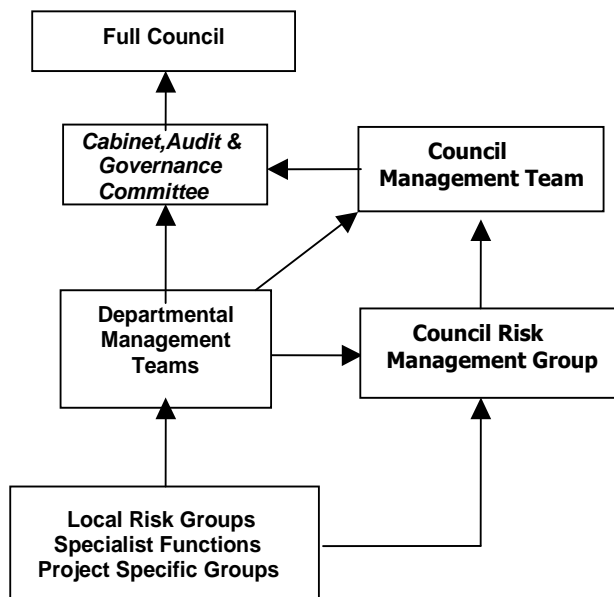 Full Council
Cabinet,Audit &
Governance
Committee
Council
Management Team
Departmental
Management
Teams
Council Risk
Management Group
Local Risk Groups
Specialist Functions
Project Specific Groups